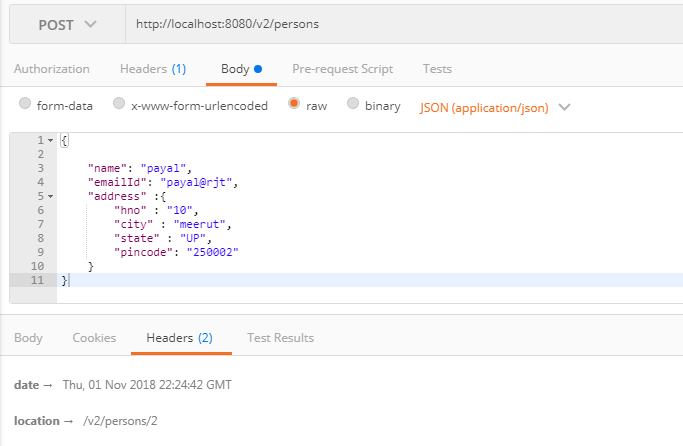 POST http://localhost:8080/v2/persons
Authorization Headers (1) Body Pre-request Script Tests
form-data x-www-form-urlencoded raw binary JSON (application/json)
1 {
2
3 "name": "payal",
4 "emailId": "payal@rjt",
5 "address" :{
6 "hno" : "10",
7 "city" : "meerut",
8 "state" : "UP",
9 "pincode": "250002"
10 }
11 }
Body Cookies Headers (2) Test Results
date → Thu, 01 Nov 2018 22:24:42 GMT
location → /v2/persons/2